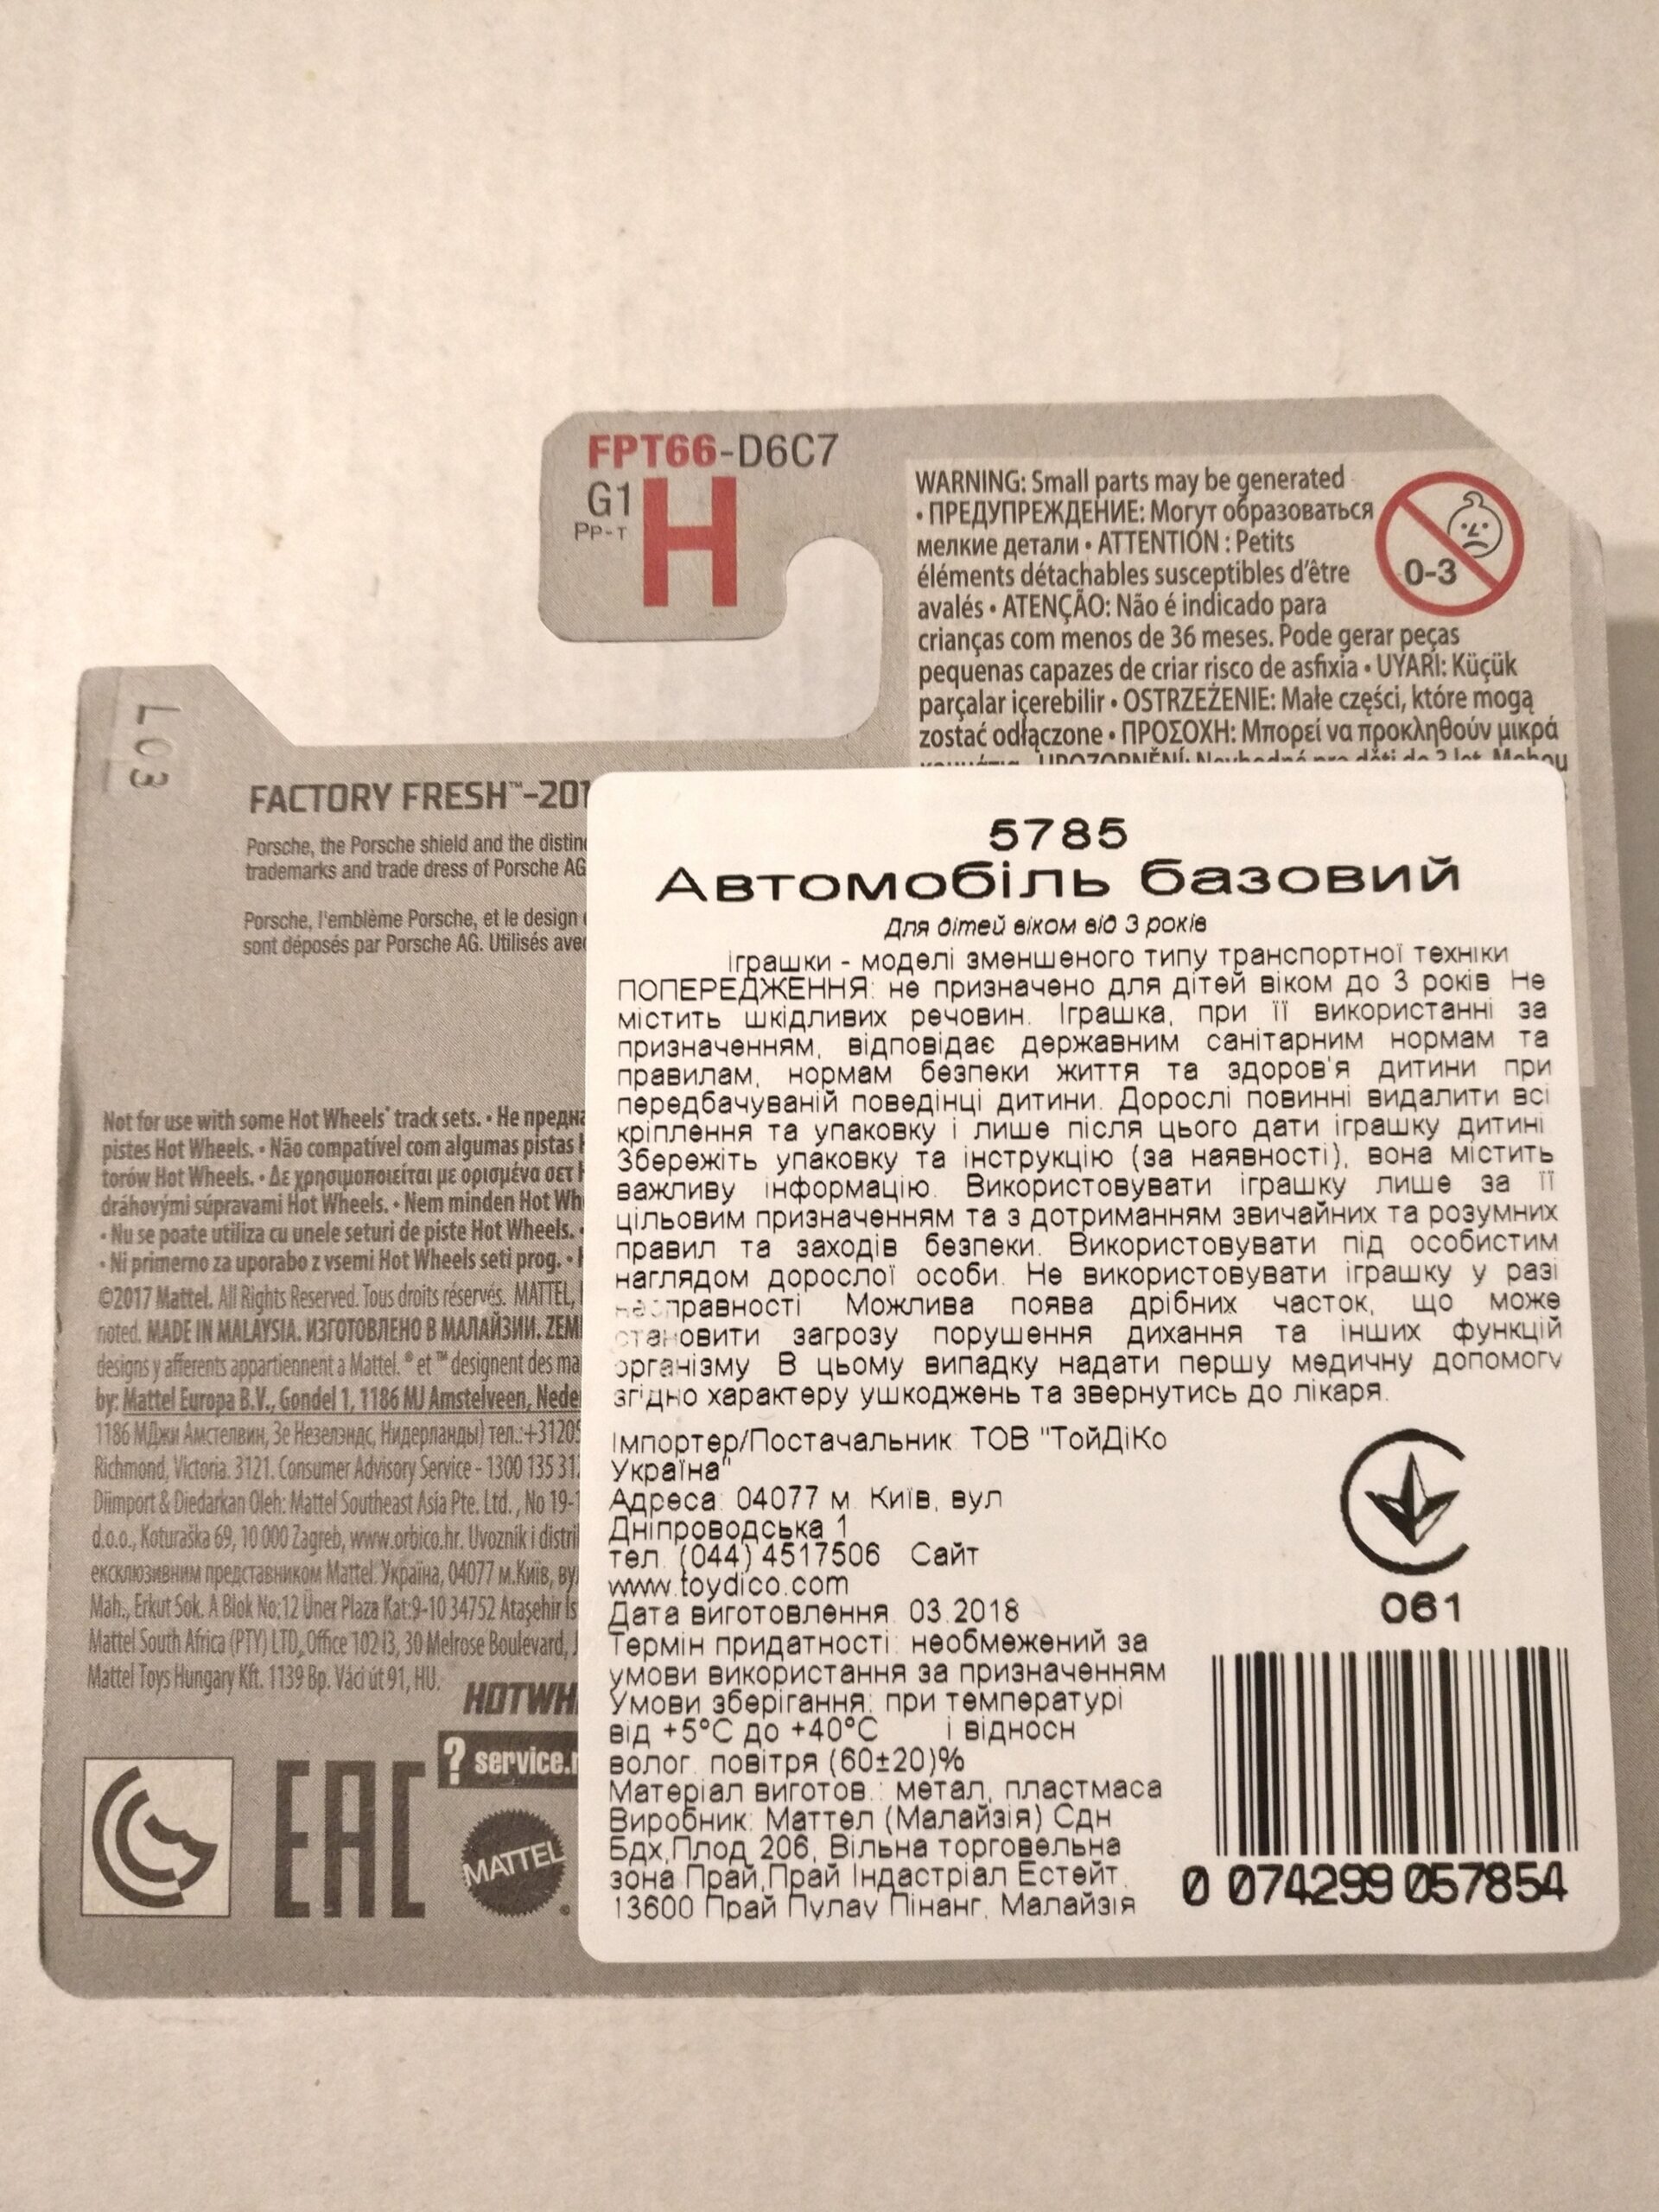 FPT66-D6C7
G1
Pp-т
H
WARNING: Small parts may be generated
• ПРЕДУПРЕЖДЕНИЕ: Могут образоваться
мелкие детали • ATTENTION : Petits
éléments détachables susceptibles d'être
avalés • ATENÇÃO: Não é indicado para
crianças com menos de 36 meses. Pode gerar peças
pequenas capazes de criar risco de asfixia • UYARI: Küçük
parçalar içerebilir • OSTRZEŻENIE: Małe części, które mogą
zostać odłączone • ΠΡΟΣΟΧΗ: Μπορεί να προκληθούν μικρά
0-3
L03
FACTORY FRESH™-201
Porsche, the Porsche shield and the
trademarks and trade dress of Porsche AG
Porsche, l'emblème Porsche, et le design
sont déposés par Porsche AG. Utilisés
Not for use with some Hot Wheels® track sets. • Не
pistes Hot Wheels. • Não compatível com algumas pistas
torów Hot Wheels. • Δε χρησιμοποιείται με ορισμένα σετ
dráhovými súpravami Hot Wheels. • Nem minden Hot
• Nu se poate utiliza cu unele seturi de piste Hot Wheels.
• Ni primerno za uporabo z vsemi Hot Wheels seti prog. •
©2017 Mattel. All Rights Reserved. Tous droits réservés. MATTEL,
noted. MADE IN MALAYSIA. ИЗГОТОВЛЕНО В МАЛАЙЗИИ.
designs y afférents appartiennent à Mattel. ® et ™ désignent des
by: Mattel Europa B.V., Gondel 1, 1186 MJ Amstelveen,
1186 МДжи Амстелвин, Зе Незелэндс, Нидерланды) тел.:+3120
Richmond, Victoria. 3121. Consumer Advisory Service - 1300 135 31
Diimport & Diedarkan Oleh: Mattel Southeast Asia Pte. Ltd., No 19-1
d.o.o., Koturaška 69, 10 000 Zagreb, www.orbico.hr. Uvoznik i
ексклюзивним представником Mattel. Україна, 04077 м.Київ,
Mah., Erkut Sok. A Blok No:12 Üner Plaza Kat:9-10 34752 Ataşehir
Mattel South Africa (PTY) LTD, Office 102 I3, 30 Melrose Boulevard,
Mattel Toys Hungary Kft. 1139 Bp. Váci út 91, HU.
HOTWH
? service.
EAC
MATTEL
5785
Автомобіль базовий
Для дітей віком від 3 років
Іграшки - моделі зменшеного типу транспортної техніки
ПОПЕРЕДЖЕННЯ: не призначено для дітей віком до 3 років Не
містить шкідливих речовин. Іграшка, при її використанні за
призначенням, відповідає державним санітарним нормам та
правилам, нормам безпеки життя та здоров'я дитини при
передбачуваній поведінці дитини. Дорослі повинні видалити всі
кріплення та упаковку і лише після цього дати іграшку дитині
Збережіть упаковку та інструкцію (за наявності), вона містить
важливу інформацію. Використовувати іграшку лише за її
цільовим призначенням та з дотриманням звичайних та розумних
правил та заходів безпеки. Використовувати під особистим
наглядом дорослої особи. Не використовувати іграшку у разі
несправності Можлива поява дрібних часток, що може
становити загрозу порушення дихання та інших функцій
організму В цьому випадку надати першу медичну допомогу
згідно характеру ушкоджень та звернутись до лікаря.
Імпортер/Постачальник: ТОВ "ТойДіКо
Україна"
Адреса: 04077 м. Київ, вул
Дніпроводська 1
тел. (044) 4517506 Сайт
www.toydico.com
Дата виготовлення 03.2018
Термін придатності: необмежений за
умови використання за призначенням
Умови зберігання: при температурі
від +5°С до +40°С і відносн
волог. повітря (60±20)%
Матеріал виготов.: метал, пластмаса
Виробник: Маттел (Малайзія) Сдн
Бдх,Плод 206, Вільна торговельна
зона Прай,Прай Індастріал Естейт,
13600 Прай Пулау Пінанг, Малайзія
061
0 074299 057854